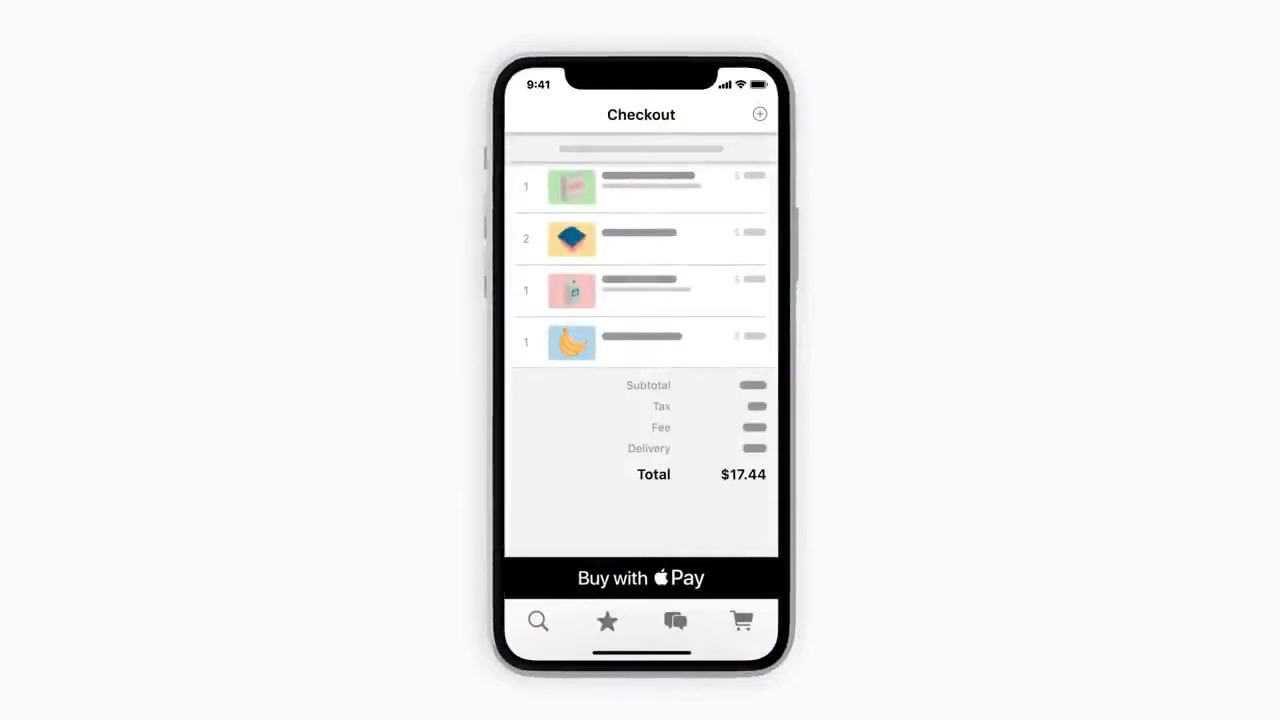 9:41
Checkout
1 $
2 $
1 $
1 $
Subtotal
Tax
Fee
Delivery
Total $17.44
Buy with Pay